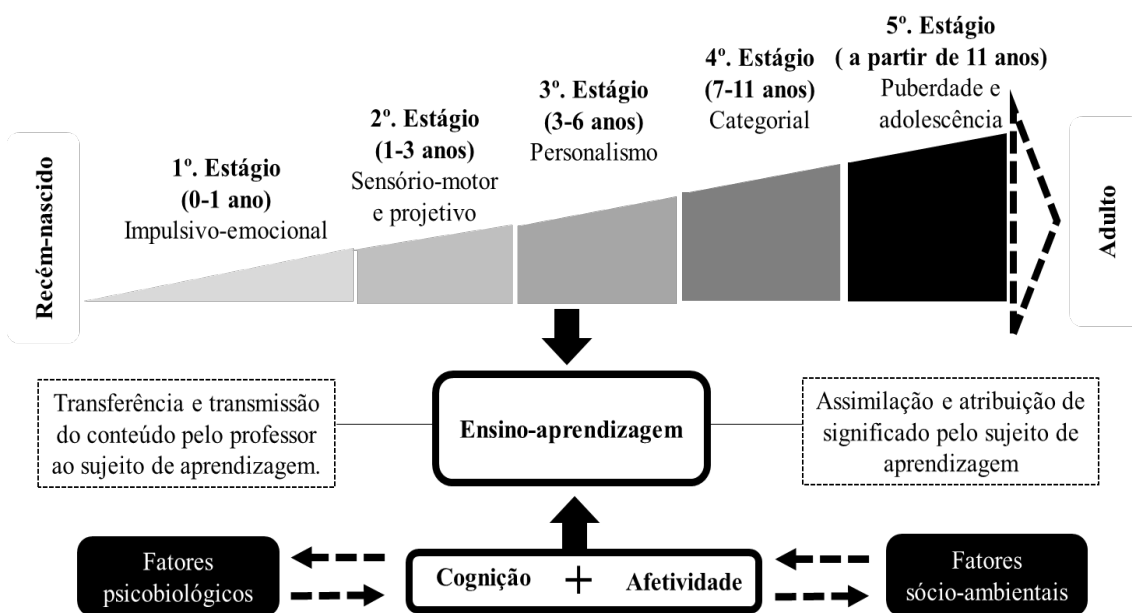 Recém-nascido
1º. Estágio
(0-1 ano)
Impulsivo-emocional
2º. Estágio
(1-3 anos)
Sensório-motor
e projetivo
3º. Estágio
(3-6 anos)
Personalismo
4º. Estágio
(7-11 anos)
Categorial
5º. Estágio
( a partir de 11 anos)
Puberdade e
adolescência
Adulto
Transferência e transmissão
do conteúdo pelo professor
ao sujeito de aprendizagem.
Ensino-aprendizagem
Assimilação e atribuição de
significado pelo sujeito de
aprendizagem
Fatores
psicobiológicos
Cognição + Afetividade
Fatores
sócio-ambientais